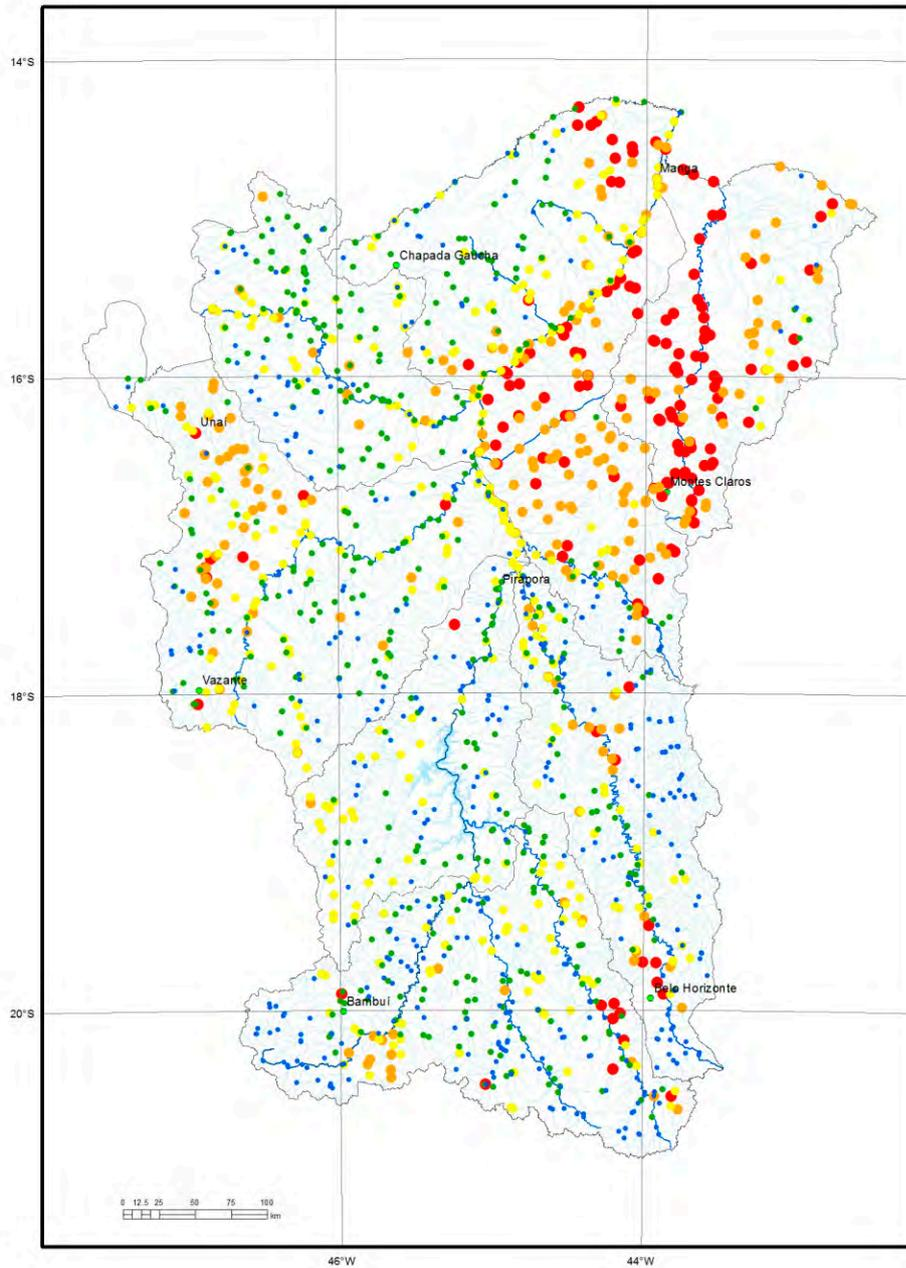 14°S
Manga
Chapada Gaúcha
16°S
Unaí
Montes Claros
Pirapora
Vazante
18°S
Belo Horizonte
Bambuí
20°S
0 12.5 25 50 75 100
km
46°W 44°W